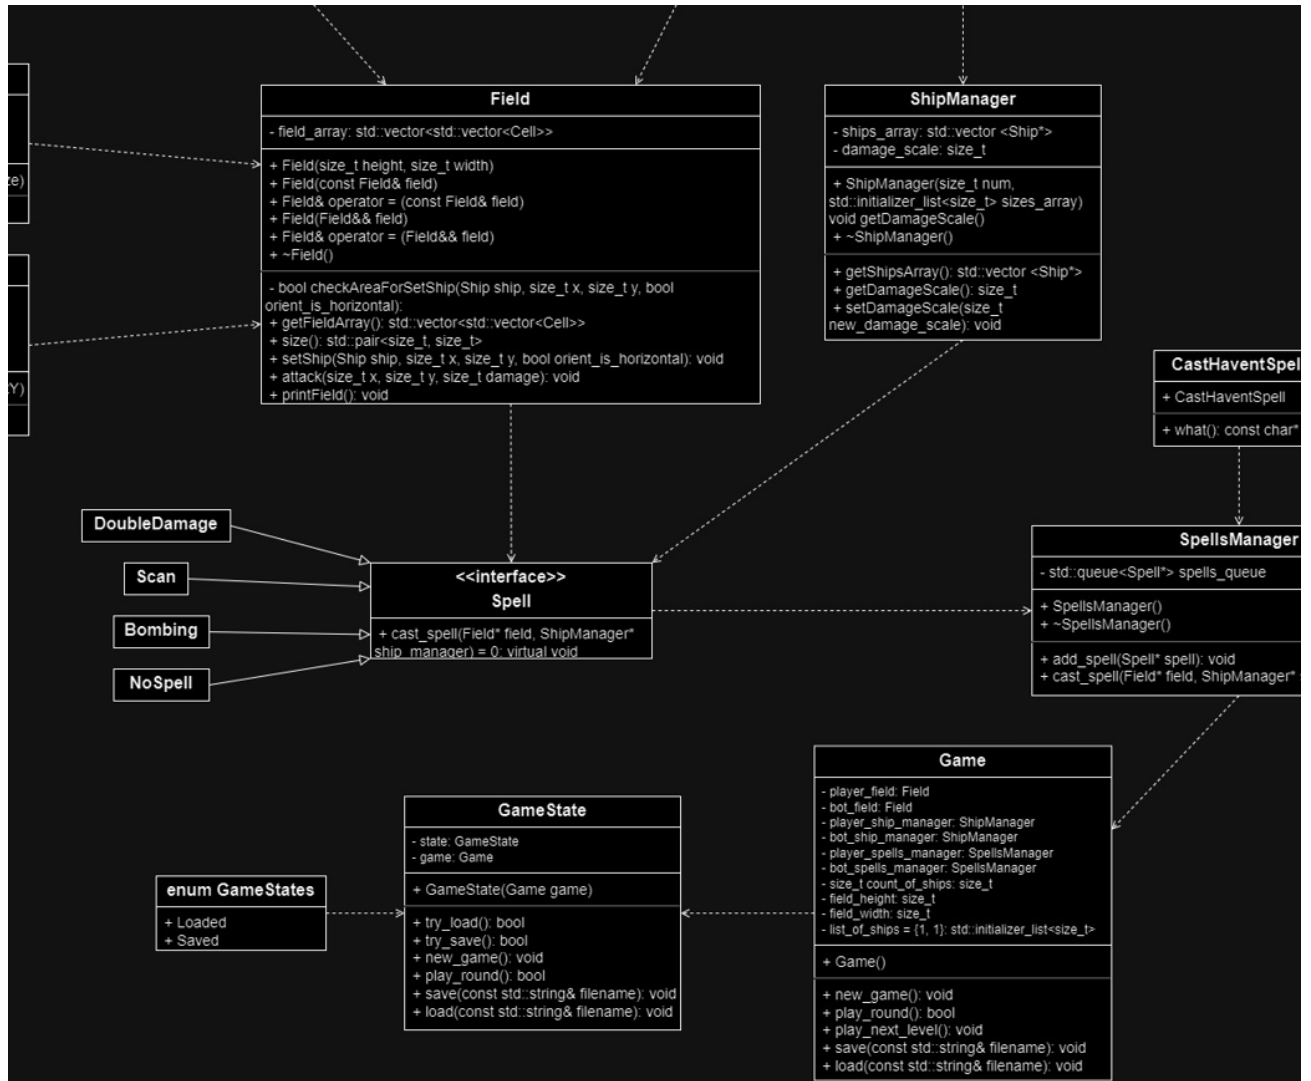 ze)
Y)
Field
- field_array: std::vector<std::vector<Cell>>
+ Field(size_t height, size_t width)
+ Field(const Field& field)
+ Field& operator = (const Field& field)
+ Field(Field&& field)
+ Field& operator = (Field&& field)
+ ~Field()
- bool checkAreaForSetShip(Ship ship, size_t x, size_t y, bool
orient_is_horizontal):
+ getFieldArray(): std::vector<std::vector<Cell>>
+ size(): std::pair<size_t, size_t>
+ setShip(Ship ship, size_t x, size_t y, bool orient_is_horizontal): void
+ attack(size_t x, size_t y, size_t damage): void
+ printField(): void
ShipManager
- ships_array: std::vector <Ship*>
- damage_scale: size_t
+ ShipManager(size_t num,
std::initializer_list<size_t> sizes_array)
void getDamageScale()
+ ~ShipManager()
+ getShipsArray(): std::vector <Ship*>
+ getDamageScale(): size_t
+ setDamageScale(size_t
new_damage_scale): void
CastHaventSpel
+ CastHaventSpell
+ what(): const char*
DoubleDamage
Scan
Bombing
NoSpell
<<interface>>
Spell
+ cast_spell(Field* field, ShipManager*
ship_manager) = 0: virtual void
SpellsManager
- std::queue<Spell*> spells_queue
+ SpellsManager()
+ ~SpellsManager()
+ add_spell(Spell* spell): void
+ cast_spell(Field* field, ShipManager*
enum GameStates
+ Loaded
+ Saved
GameState
- state: GameState
- game: Game
+ GameState(Game game)
+ try_load(): bool
+ try_save(): bool
+ new_game(): void
+ play_round(): bool
+ save(const std::string& filename): void
+ load(const std::string& filename): void
Game
- player_field: Field
- bot_field: Field
- player_ship_manager: ShipManager
- bot_ship_manager: ShipManager
- player_spells_manager: SpellsManager
- bot_spells_manager: SpellsManager
- size_t count_of_ships: size_t
- field_height: size_t
- field_width: size_t
- list_of_ships = {1, 1}: std::initializer_list<size_t>
+ Game()
+ new_game(): void
+ play_round(): bool
+ play_next_level(): void
+ save(const std::string& filename): void
+ load(const std::string& filename): void